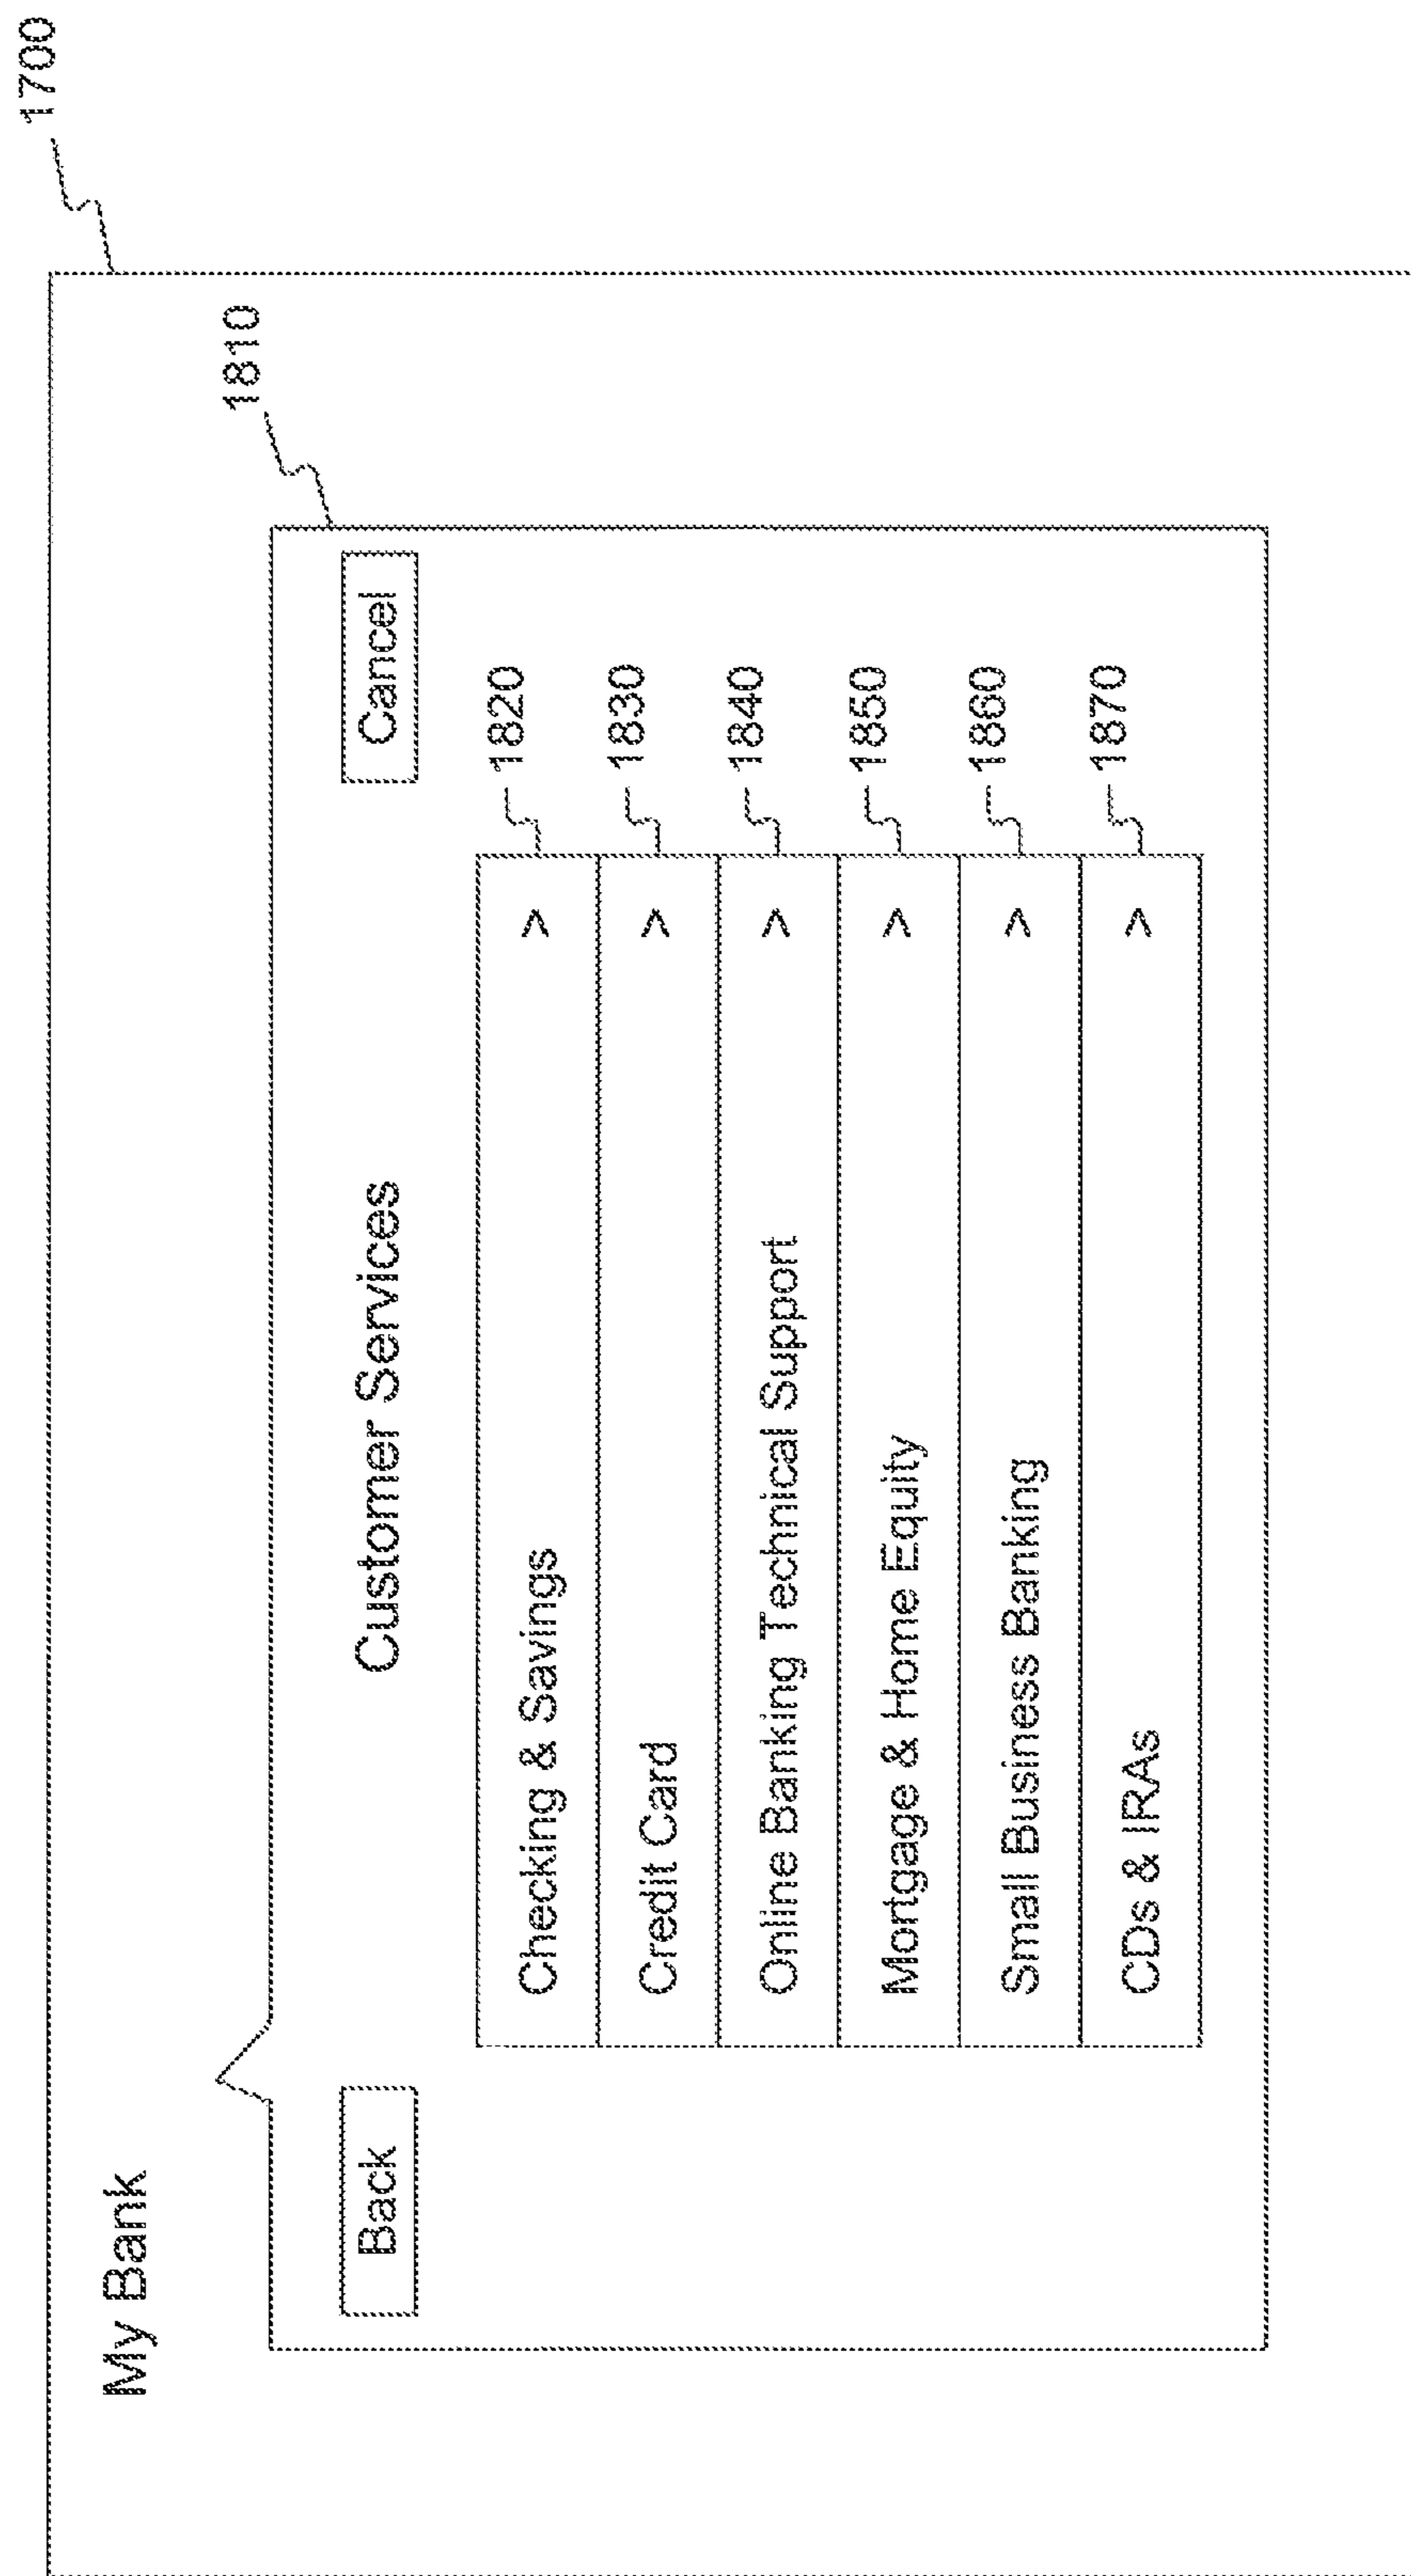 1700
My Bank
1810
Back
Customer Services
Cancel
Checking & Savings > 1820
Credit Card > 1830
Online Banking Technical Support > 1840
Mortgage & Home Equity > 1850
Small Business Banking > 1860
CDs & IRAs > 1870